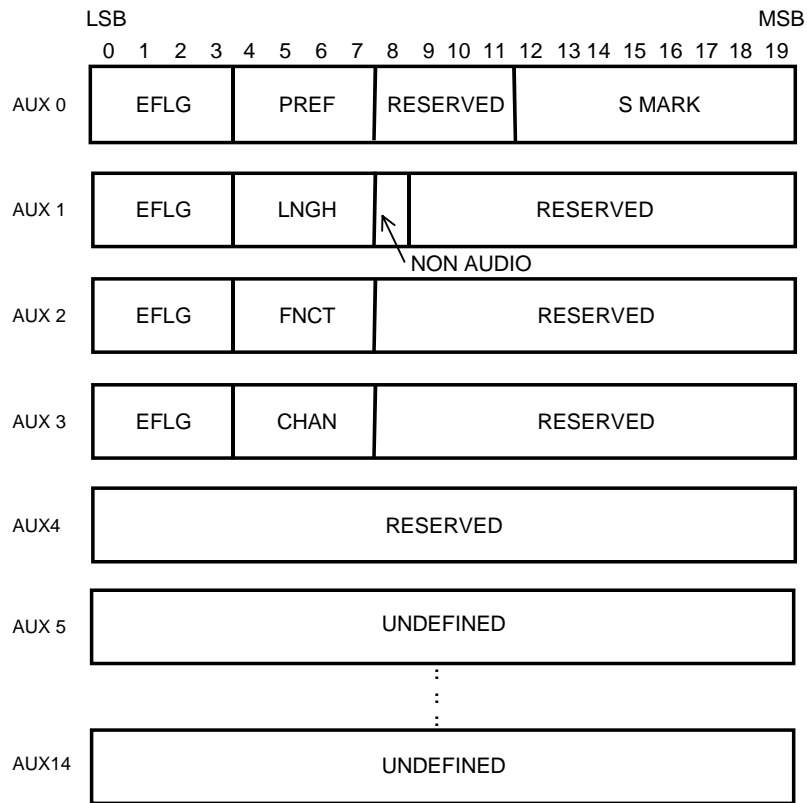 LSB MSB
0 1 2 3 4 5 6 7 8 9 10 11 12 13 14 15 16 17 18 19
AUX 0 EFLG PREF RESERVED S MARK
AUX 1 EFLG LNGH RESERVED
NON AUDIO
AUX 2 EFLG FNCT RESERVED
AUX 3 EFLG CHAN RESERVED
AUX4 RESERVED
AUX 5 UNDEFINED
AUX14 UNDEFINED